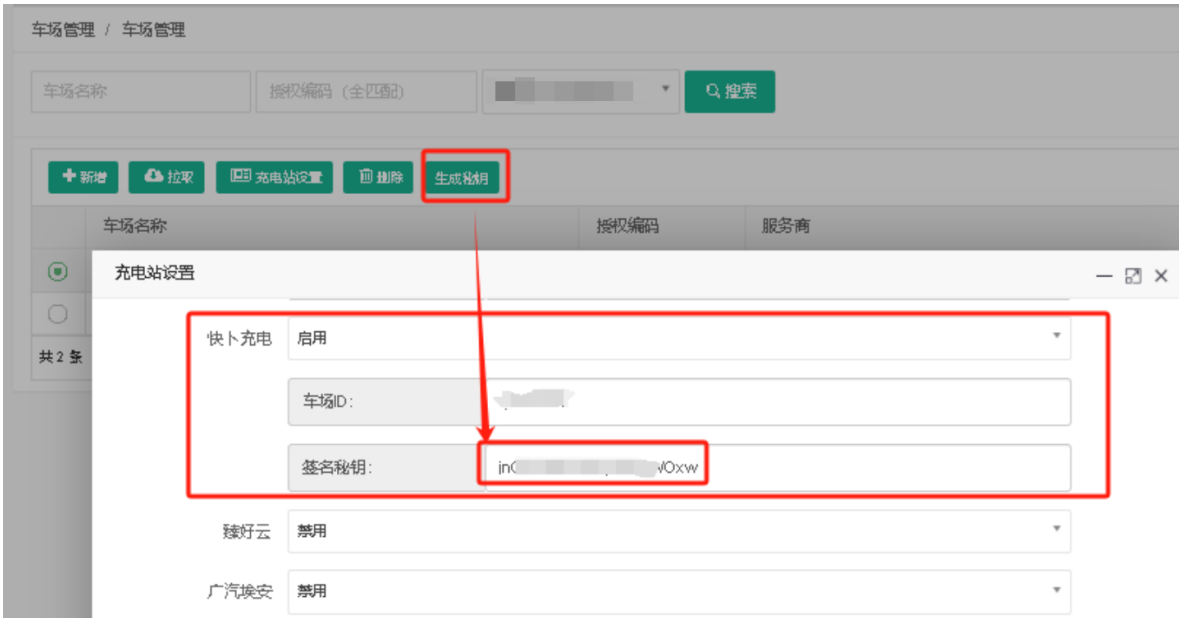 车场管理 / 车场管理
车场名称 授权编码（全匹配） 搜索
新增 拉取 充电站设置 删除 生成秘钥
车场名称 授权编码 服务商
充电站设置
快卜充电 启用
车场ID:
签名秘钥:
共2条
臻好云 禁用
广汽埃安 禁用